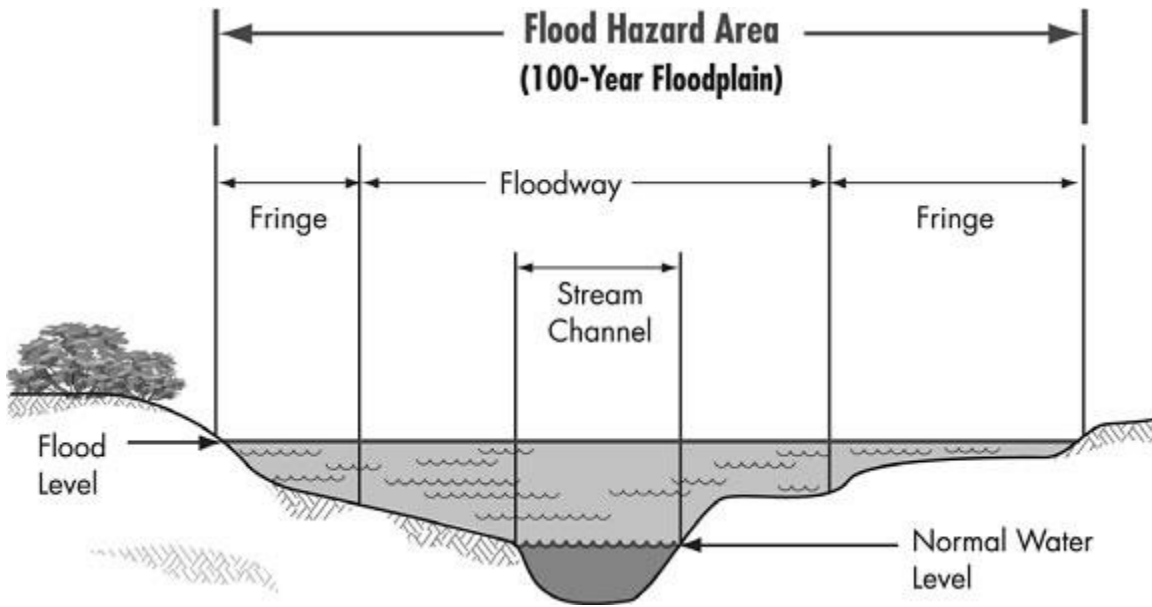 Flood Hazard Area
(100-Year Floodplain)
Floodway
Fringe
Fringe
Stream
Channel
Flood
Level
Normal Water
Level